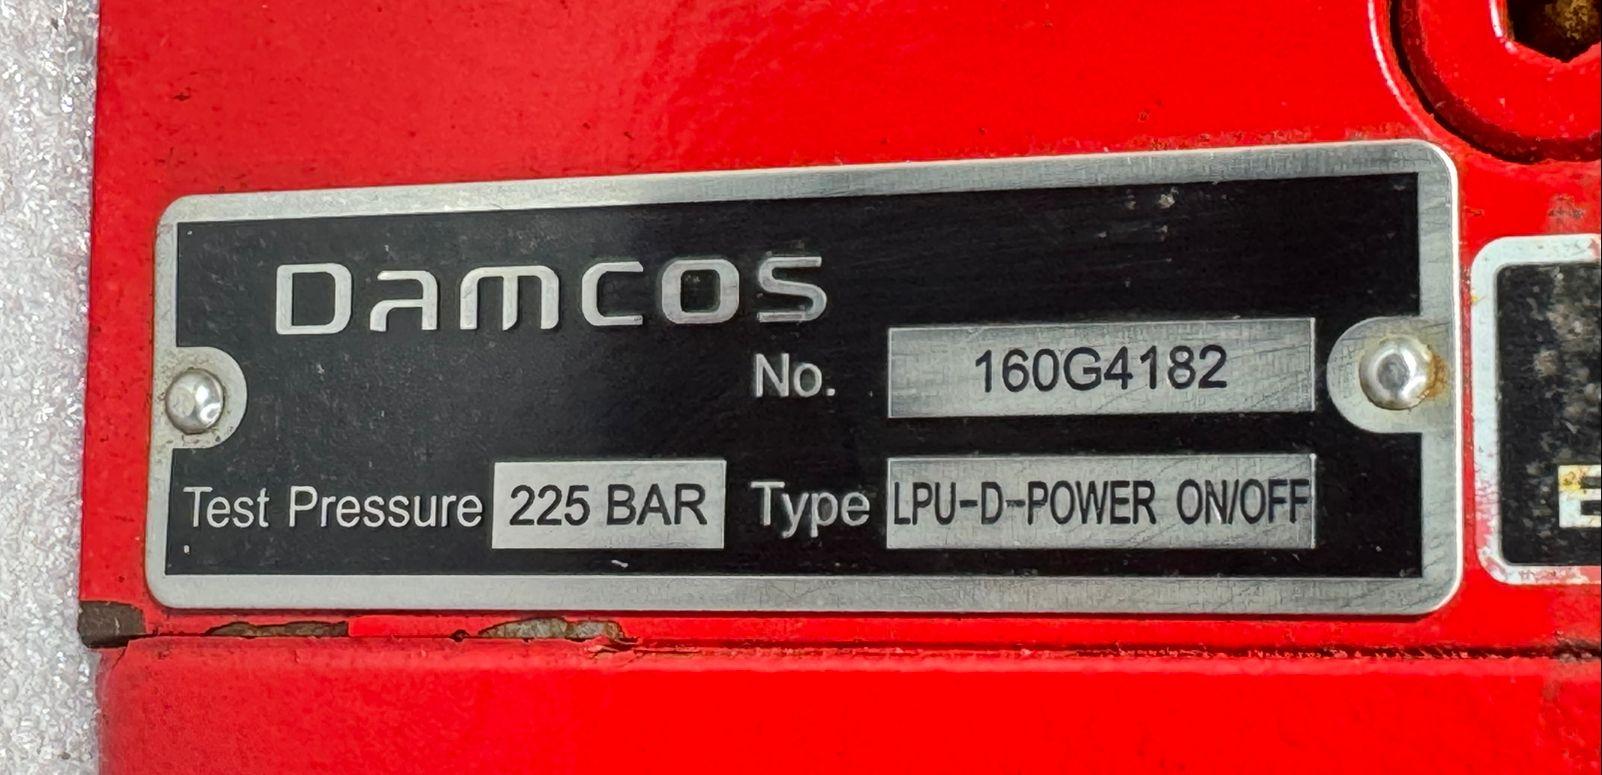 DAMCOS
No. 160G4182
Test Pressure 225 BAR Type LPU-D-POWER ON/OFF